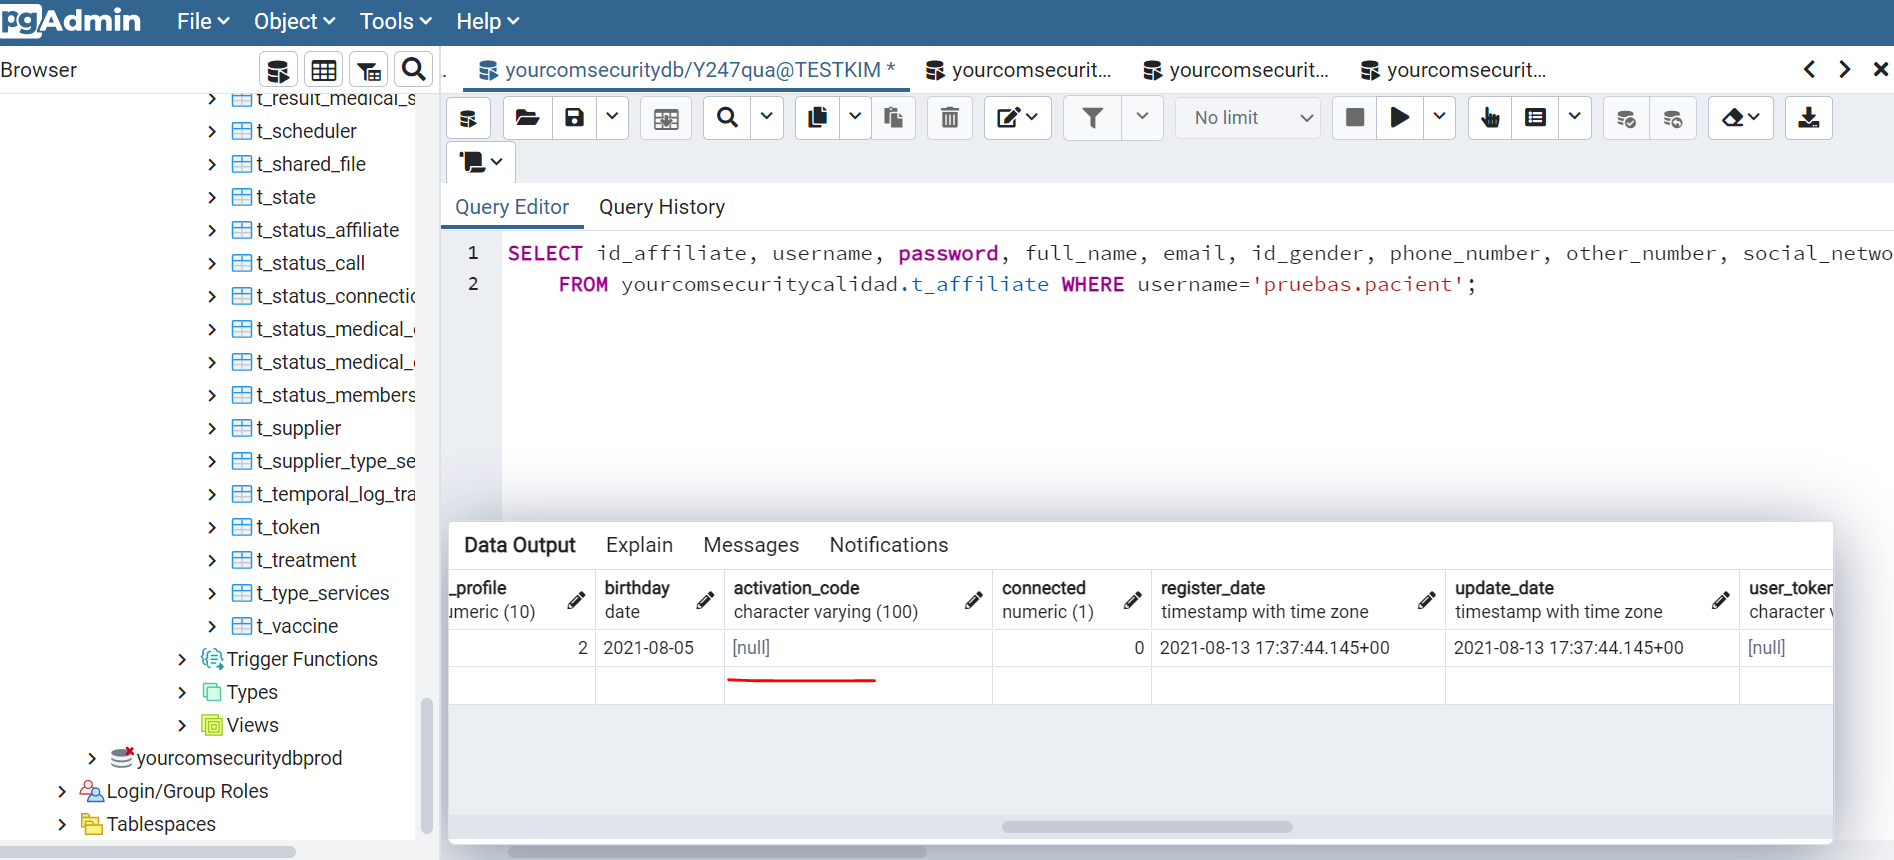 pgAdmin File Object Tools Help
Browser
yourcomsecuritydb/Y247qua@TESTKIM * yourcomsecurit... yourcomsecurit... yourcomsecurit...
No limit
Query Editor Query History
1 SELECT id_affiliate, username, password, full_name, email, id_gender, phone_number, other_number, social_netwo
2 FROM yourcomsecuritycalidad.t_affiliate WHERE username='pruebas.pacient';
t_result_medical_s
t_scheduler
t_shared_file
t_state
t_status_affiliate
t_status_call
t_status_connectic
t_status_medical_
t_status_medical_
t_status_members
t_supplier
t_supplier_type_se
t_temporal_log_tra
t_token
t_treatment
t_type_services
t_vaccine
Trigger Functions
Types
Views
yourcomsecuritydbprod
Login/Group Roles
Tablespaces
Data Output Explain Messages Notifications
_profile birthday activation_code connected register_date update_date user_token
umeric (10) date character varying (100) numeric (1) timestamp with time zone timestamp with time zone character v
2 2021-08-05 [null] 0 2021-08-13 17:37:44.145+00 2021-08-13 17:37:44.145+00 [null]